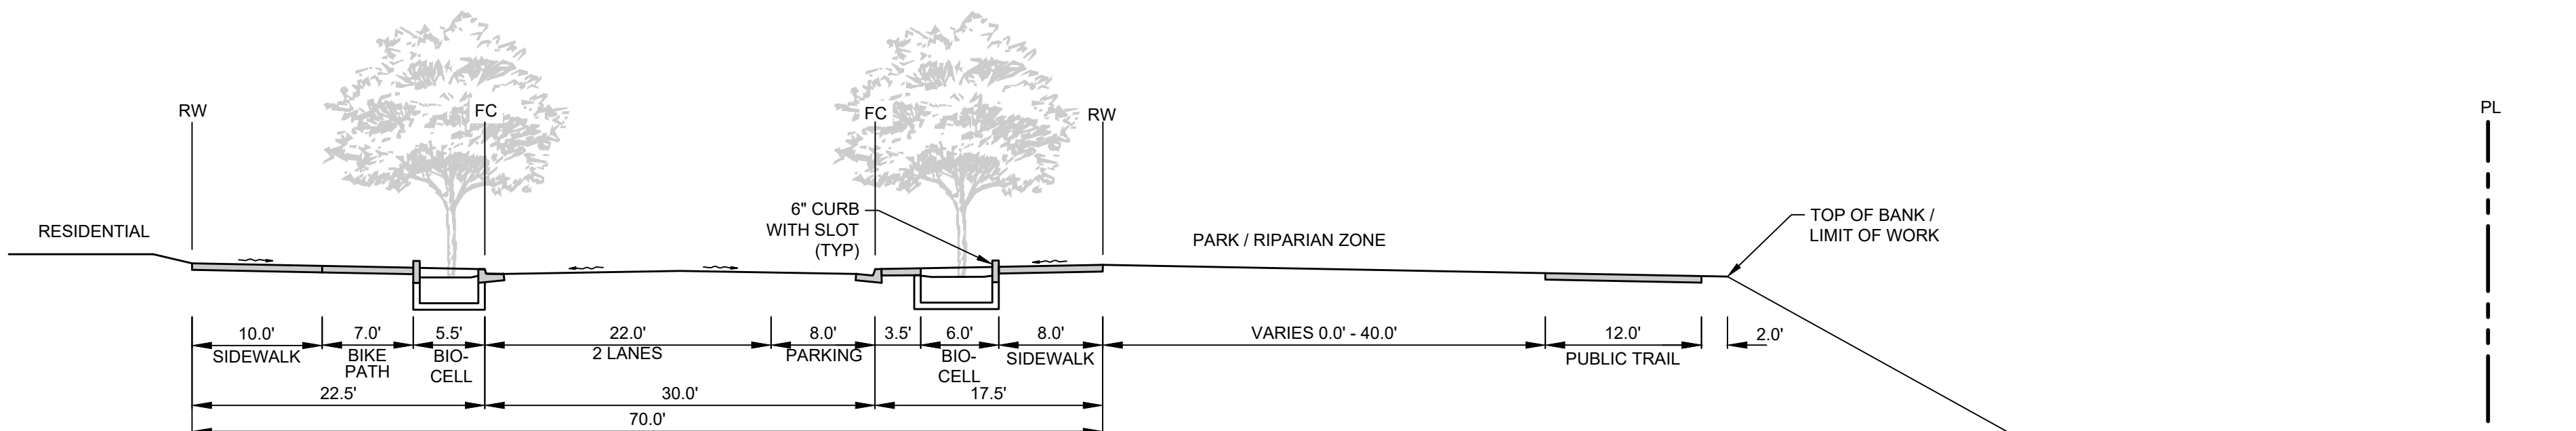 PL
RW
FC
FC
RW
6" CURB
WITH SLOT
(TYP)
TOP OF BANK /
LIMIT OF WORK
RESIDENTIAL
PARK / RIPARIAN ZONE
10.0'
7.0'
5.5'
22.0'
8.0'
3.5'
6.0'
8.0'
VARIES 0.0' - 40.0'
12.0'
2.0'
SIDEWALK
BIKE
PATH
BIO-
CELL
2 LANES
PARKING
BIO-
CELL
SIDEWALK
PUBLIC TRAIL
22.5'
30.0'
17.5'
70.0'